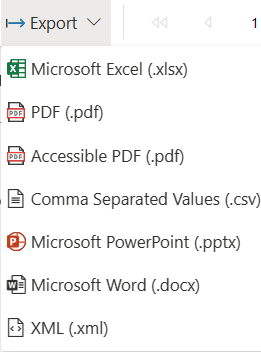 Export
1
Microsoft Excel (.xlsx)
PDF (.pdf)
Accessible PDF (.pdf)
Comma Separated Values (.csv)
Microsoft PowerPoint (.pptx)
Microsoft Word (.docx)
XML (.xml)